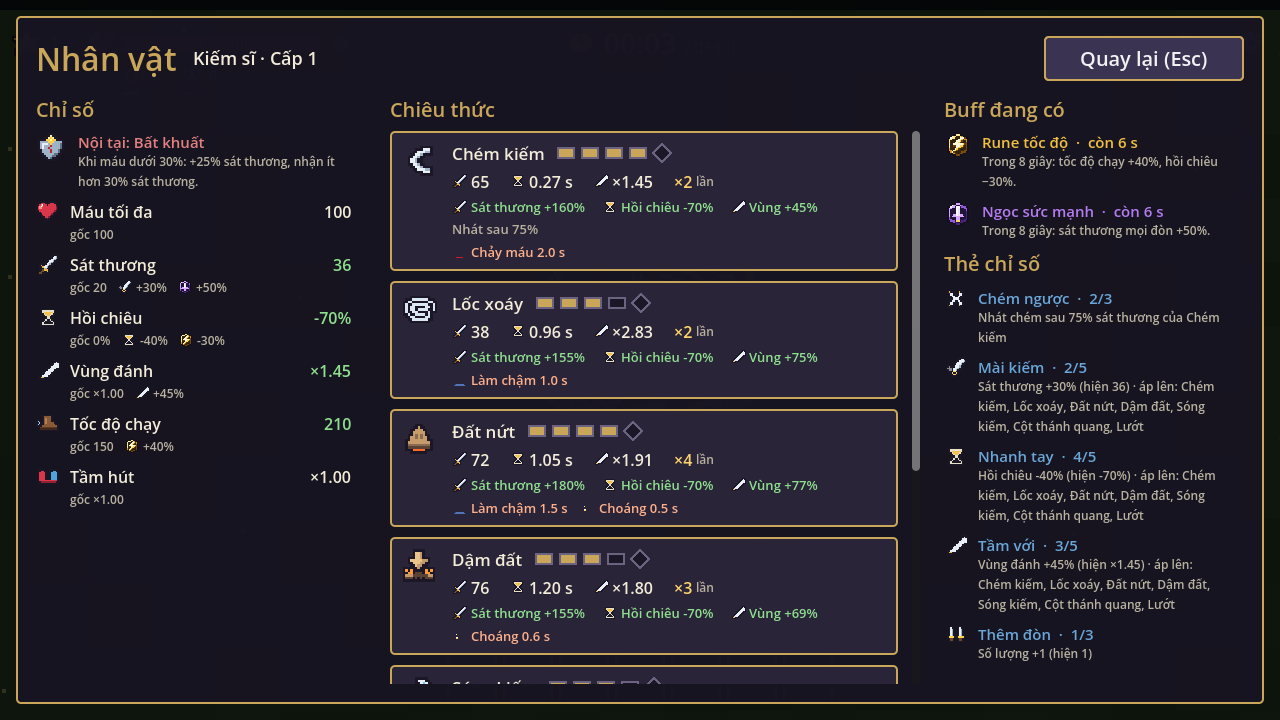 Nhân vật
Kiếm sĩ · Cấp 1
Quay lại (Esc)
Chỉ số
Nội tại: Bất khuất
Khi máu dưới 30%: +25% sát thương, nhận ít
hơn 30% sát thương.
Máu tối đa 100
gốc 100
Sát thương 36
gốc 20 +30% +50%
Hồi chiêu -70%
gốc 0% -40% -30%
Vùng đánh ×1.45
gốc ×1.00 +45%
Tốc độ chạy 210
gốc 150 +40%
Tầm hút ×1.00
gốc ×1.00
Chiêu thức
Chém kiếm
65 0.27 s ×1.45 ×2 lần
Sát thương +160% Hồi chiêu -70% Vùng +45%
Nhát sau 75%
Chảy máu 2.0 s
Lốc xoáy
38 0.96 s ×2.83 ×2 lần
Sát thương +155% Hồi chiêu -70% Vùng +75%
Làm chậm 1.0 s
Đất nứt
72 1.05 s ×1.91 ×4 lần
Sát thương +180% Hồi chiêu -70% Vùng +77%
Làm chậm 1.5 s Choáng 0.5 s
Dậm đất
76 1.20 s ×1.80 ×3 lần
Sát thương +155% Hồi chiêu -70% Vùng +69%
Choáng 0.6 s
Buff đang có
Rune tốc độ · còn 6 s
Trong 8 giây: tốc độ chạy +40%, hồi chiêu
−30%.
Ngọc sức mạnh · còn 6 s
Trong 8 giây: sát thương mọi đòn +50%.
Thẻ chỉ số
Chém ngược · 2/3
Nhát chém sau 75% sát thương của Chém
kiếm
Mài kiếm · 2/5
Sát thương +30% (hiện 36) · áp lên: Chém
kiếm, Lốc xoáy, Đất nứt, Dậm đất, Sóng
kiếm, Cột thánh quang, Lướt
Nhanh tay · 4/5
Hồi chiêu -40% (hiện -70%) · áp lên: Chém
kiếm, Lốc xoáy, Đất nứt, Dậm đất, Sóng
kiếm, Cột thánh quang, Lướt
Tầm với · 3/5
Vùng đánh +45% (hiện ×1.45) · áp lên:
Chém kiếm, Lốc xoáy, Đất nứt, Dậm đất,
Sóng kiếm, Cột thánh quang, Lướt
Thêm đòn · 1/3
Số lượng +1 (hiện 1)